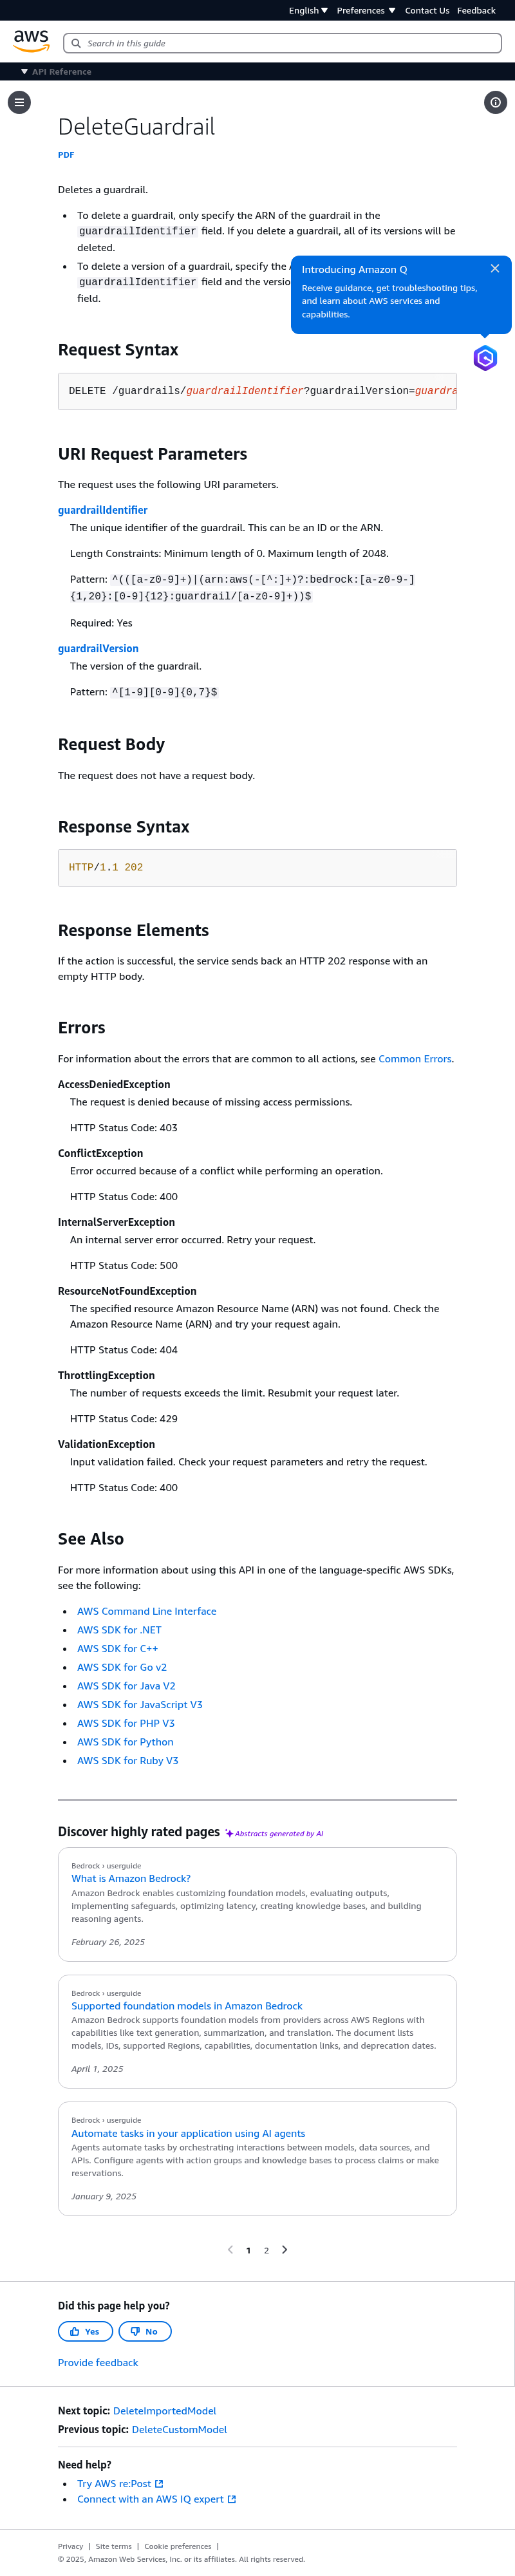 English Preferences Contact Us Feedback
aws
Search in this guide
API Reference
DeleteGuardrail
PDF
Deletes a guardrail.
• To delete a guardrail, only specify the ARN of the guardrail in the
guardrailIdentifier field. If you delete a guardrail, all of its versions will be
deleted.
• To delete a version of a guardrail, specify the
guardrailIdentifier field and the
field.
Introducing Amazon Q
Receive guidance, get troubleshooting tips,
and learn about AWS services and
capabilities.
Request Syntax
DELETE /guardrails/guardrailIdentifier?guardrailVersion=
URI Request Parameters
The request uses the following URI parameters.
guardrailIdentifier
The unique identifier of the guardrail. This can be an ID or the ARN.
Length Constraints: Minimum length of 0. Maximum length of 2048.
Pattern: ^(([a-z0-9]+)|(arn:aws(-[^:]+)?:bedrock:[a-z0-9-]
{1,20}:[0-9]{12}:guardrail/[a-z0-9]+))$
Required: Yes
guardrailVersion
The version of the guardrail.
Pattern: ^[1-9][0-9]{0,7}$
Request Body
The request does not have a request body.
Response Syntax
HTTP/1.1 202
Response Elements
If the action is successful, the service sends back an HTTP 202 response with an
empty HTTP body.
Errors
For information about the errors that are common to all actions, see Common Errors.
AccessDeniedException
The request is denied because of missing access permissions.
HTTP Status Code: 403
ConflictException
Error occurred because of a conflict while performing an operation.
HTTP Status Code: 400
InternalServerException
An internal server error occurred. Retry your request.
HTTP Status Code: 500
ResourceNotFoundException
The specified resource Amazon Resource Name (ARN) was not found. Check the
Amazon Resource Name (ARN) and try your request again.
HTTP Status Code: 404
ThrottlingException
The number of requests exceeds the limit. Resubmit your request later.
HTTP Status Code: 429
ValidationException
Input validation failed. Check your request parameters and retry the request.
HTTP Status Code: 400
See Also
For more information about using this API in one of the language-specific AWS SDKs,
see the following:
• AWS Command Line Interface
• AWS SDK for .NET
• AWS SDK for C++
• AWS SDK for Go v2
• AWS SDK for Java V2
• AWS SDK for JavaScript V3
• AWS SDK for PHP V3
• AWS SDK for Python
• AWS SDK for Ruby V3
Discover highly rated pages Abstracts generated by AI
Bedrock › userguide
What is Amazon Bedrock?
Amazon Bedrock enables customizing foundation models, evaluating outputs,
implementing safeguards, optimizing latency, creating knowledge bases, and building
reasoning agents.
February 26, 2025
Bedrock › userguide
Supported foundation models in Amazon Bedrock
Amazon Bedrock supports foundation models from providers across AWS Regions with
capabilities like text generation, summarization, and translation. The document lists
models, IDs, supported Regions, capabilities, documentation links, and deprecation dates.
April 1, 2025
Bedrock › userguide
Automate tasks in your application using AI agents
Agents automate tasks by orchestrating interactions between models, data sources, and
APIs. Configure agents with action groups and knowledge bases to process claims or make
reservations.
January 9, 2025
1 2
Did this page help you?
Yes No
Provide feedback
Next topic: DeleteImportedModel
Previous topic: DeleteCustomModel
Need help?
• Try AWS re:Post
• Connect with an AWS IQ expert
Privacy | Site terms | Cookie preferences |
© 2025, Amazon Web Services, Inc. or its affiliates. All rights reserved.